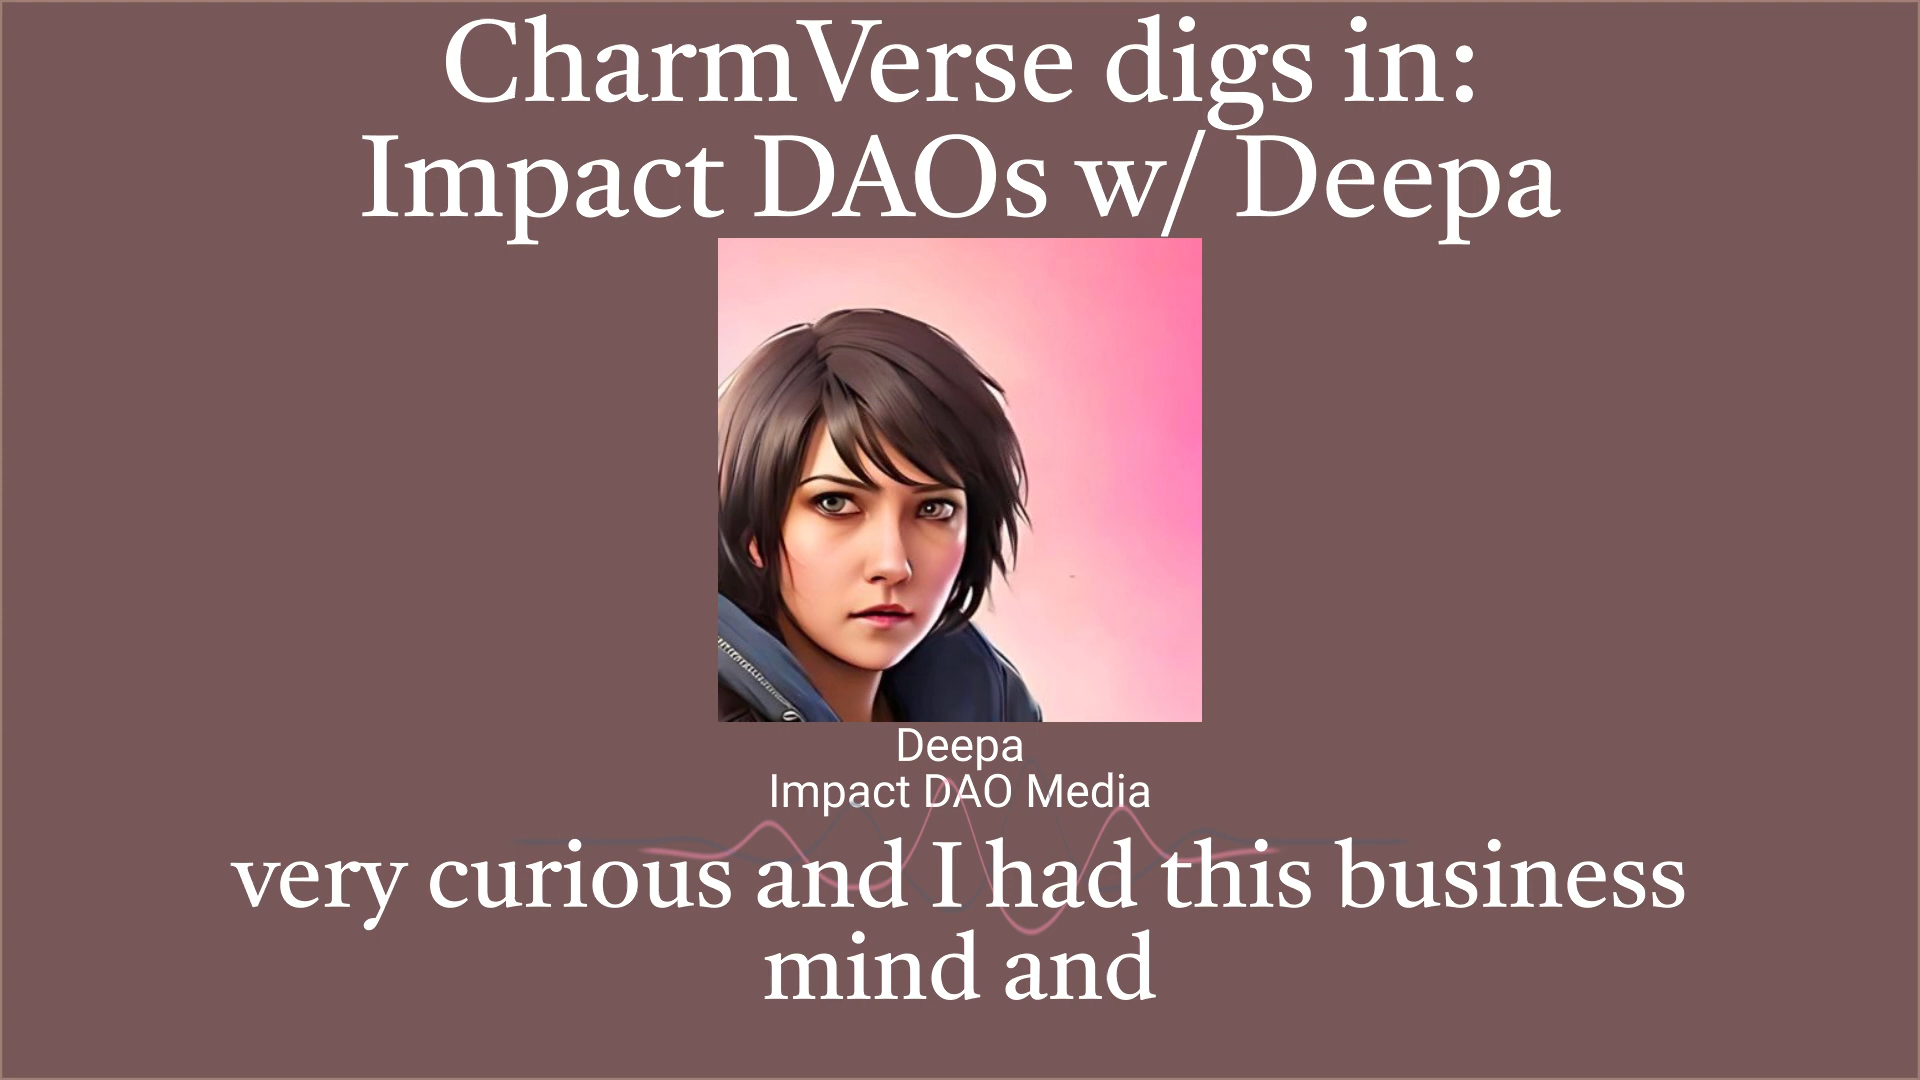 CharmVerse digs in:
Impact DAOs w/ Deepa
Deepa
Impact DAO Media
very curious and I had this business
mind and